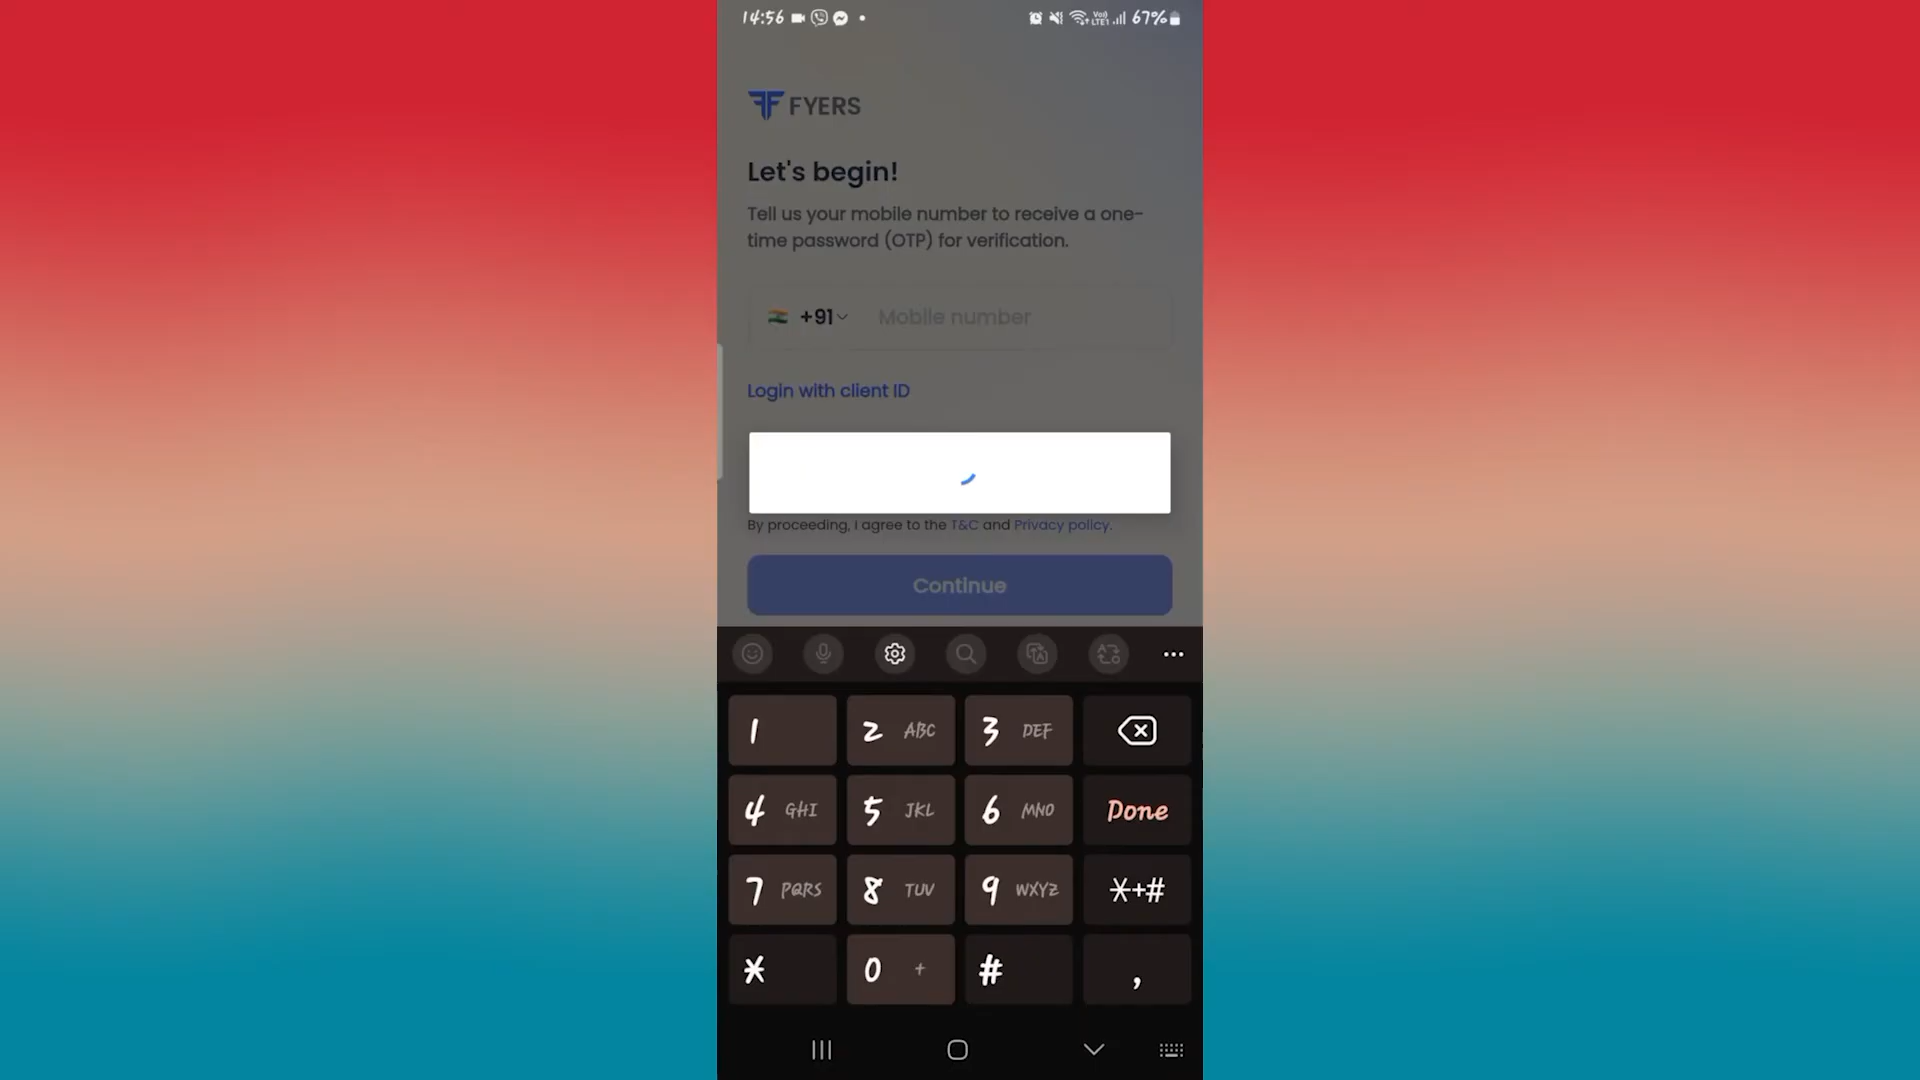 14:56
Vo)) LTE1 67%
FYERS
Let's begin!
Tell us your mobile number to receive a one-
time password (OTP) for verification.
+91 Mobile number
Login with client ID
By proceeding, I agree to the T&C and Privacy policy.
Continue
1 2 ABC 3 DEF
4 GHI 5 JKL 6 MNO Done
7 PQRS 8 TUV 9 WXYZ *+#
* 0 + # ,